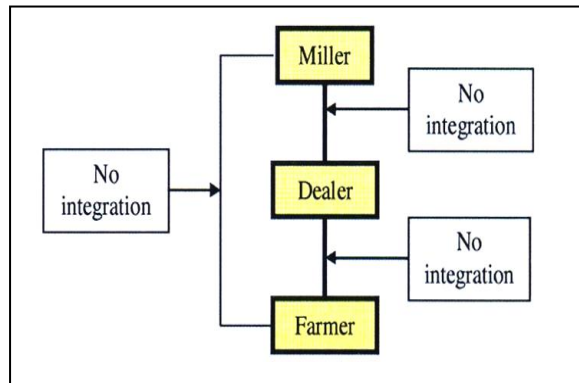 Miller
No
integration
No
integration
Dealer
No
integration
Farmer